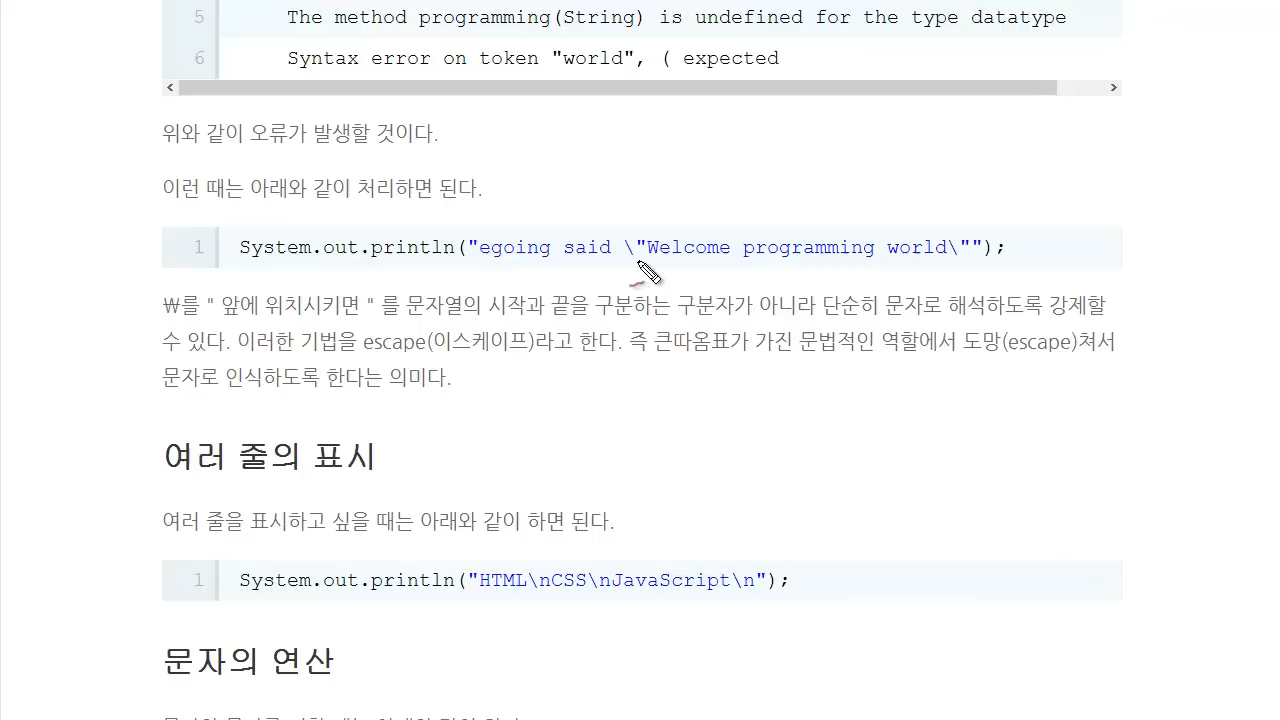 5 The method programming(String) is undefined for the type datatype
6 Syntax error on token "world", ( expected
위와 같이 오류가 발생할 것이다.
이런 때는 아래와 같이 처리하면 된다.
1 System.out.println("egoing said \"Welcome programming world\"");
₩를 " 앞에 위치시키면 " 를 문자열의 시작과 끝을 구분하는 구분자가 아니라 단순히 문자로 해석하도록 강제할
수 있다. 이러한 기법을 escape(이스케이프)라고 한다. 즉 큰따옴표가 가진 문법적인 역할에서 도망(escape)쳐서
문자로 인식하도록 한다는 의미다.
여러 줄의 표시
여러 줄을 표시하고 싶을 때는 아래와 같이 하면 된다.
1 System.out.println("HTML\nCSS\nJavaScript\n");
문자의 연산